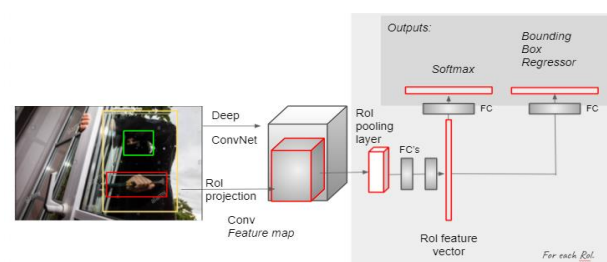 Outputs:
Softmax
Bounding
Box
Regressor
FC
FC
Deep
ConvNet
RoI
pooling
layer
FC's
RoI
projection
Conv
Feature map
RoI feature
vector
For each RoI